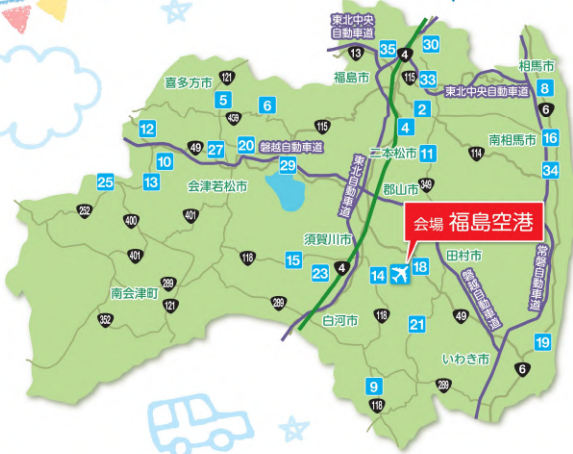 東北中央
自動車道
35
30
4
13
相馬市
福島市
115
33
8
喜多方市
121
東北中央自動車道
5
6
2
6
459
12
115
4
南相馬市
16
49
27
20
磐越自動車道
二本松市
11
114
10
29
34
25
13
会津若松市
東北自動車道
郡山市
349
252
400
401
会場 福島空港
須賀川市
田村市
常磐自動車道
401
118
15
23
4
14
18
磐越自動車道
289
南会津町
121
289
352
白河市
118
21
49
19
いわき市
6
9
289
118